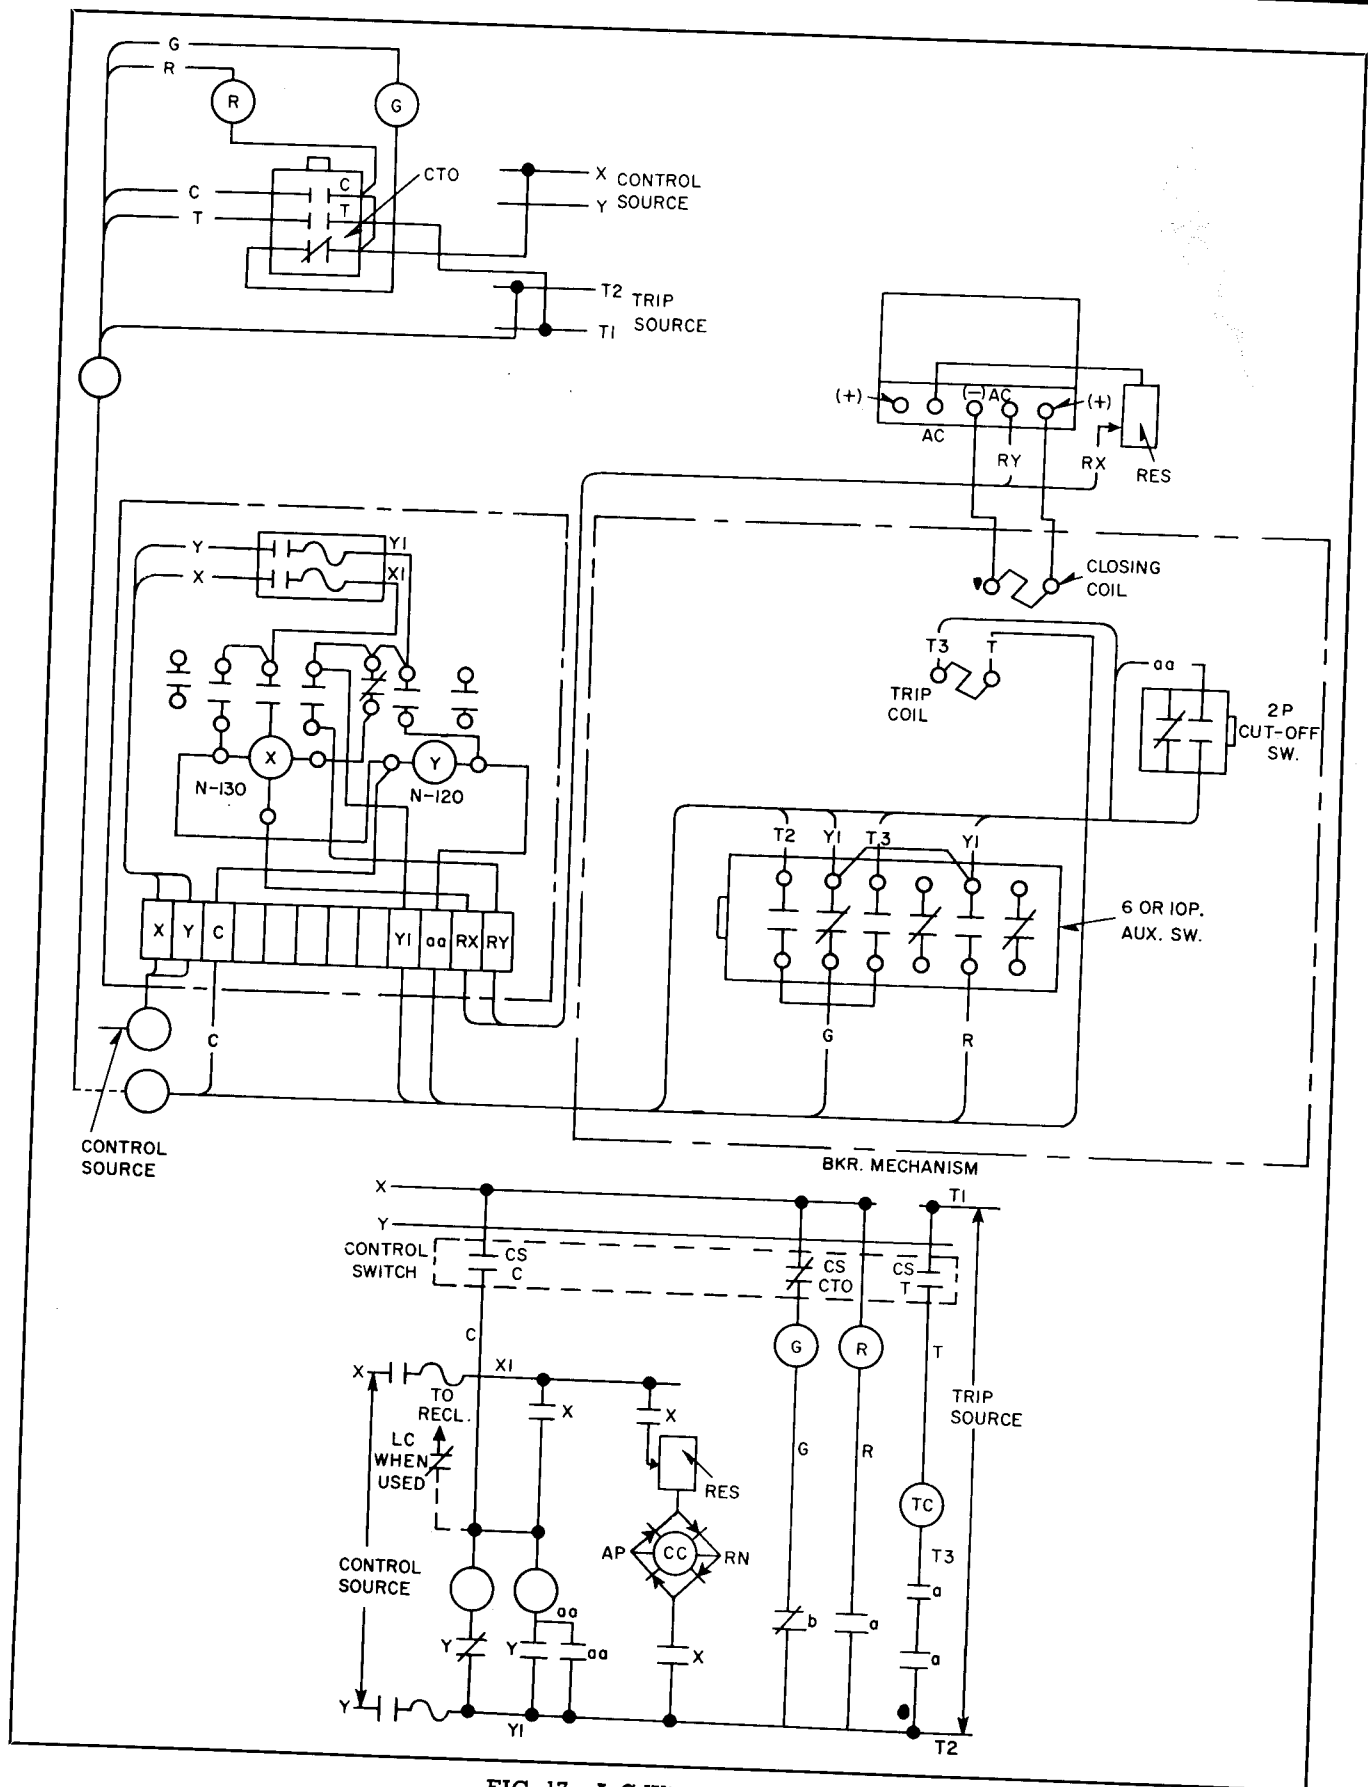 G
R
R
G
C
C
T
T
CTO
X CONTROL
Y SOURCE
T2 TRIP
SOURCE
T1
(+)
(-) AC
(+)
AC
RY
RX
RES
Y
Y1
X
X1
CLOSING
COIL
T3
T
aa
TRIP
COIL
2P
CUT-OFF
SW.
X
Y
N-130
N-120
T2
Y1
T3
Y1
6 OR 10P.
AUX. SW.
X
Y
C
Y1
aa
RX
RY
C
G
R
CONTROL
SOURCE
BKR. MECHANISM
X
T1
Y
CONTROL
SWITCH
CS
C
CS
CTO
CS
T
C
G
R
T
X
X1
TO
RECL.
X
X
TRIP
SOURCE
LC
WHEN
USED
G
R
RES
TC
AP
CC
RN
T3
CONTROL
SOURCE
a
aa
b
a
Y
Y
aa
X
a
Y
Y1
T2